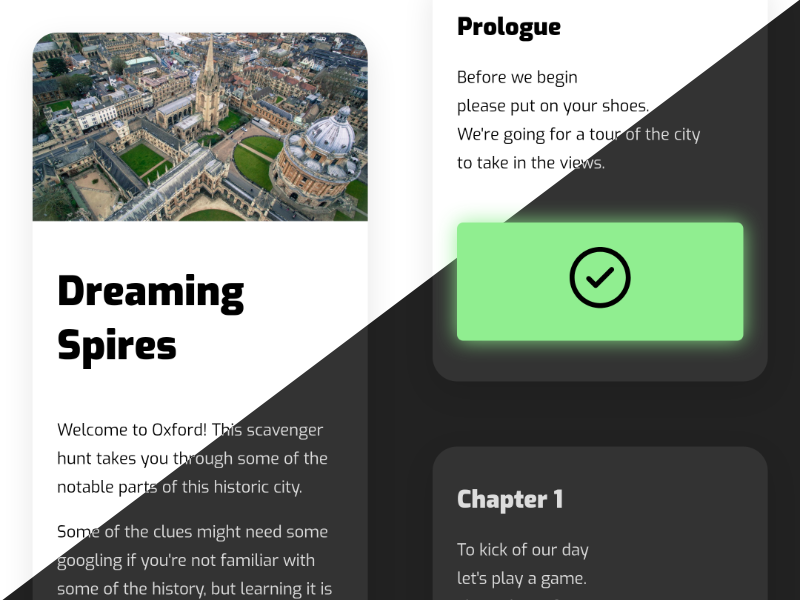 Dreaming
Spires
Welcome to Oxford! This scavenger
hunt takes you through some of the
notable parts of this historic city.
Some of the clues might need some
googling if you're not familiar with
some of the history, but learning it is
Prologue
Before we begin
please put on your shoes.
We're going for a tour of the city
to take in the views.
Chapter 1
To kick of our day
let's play a game.